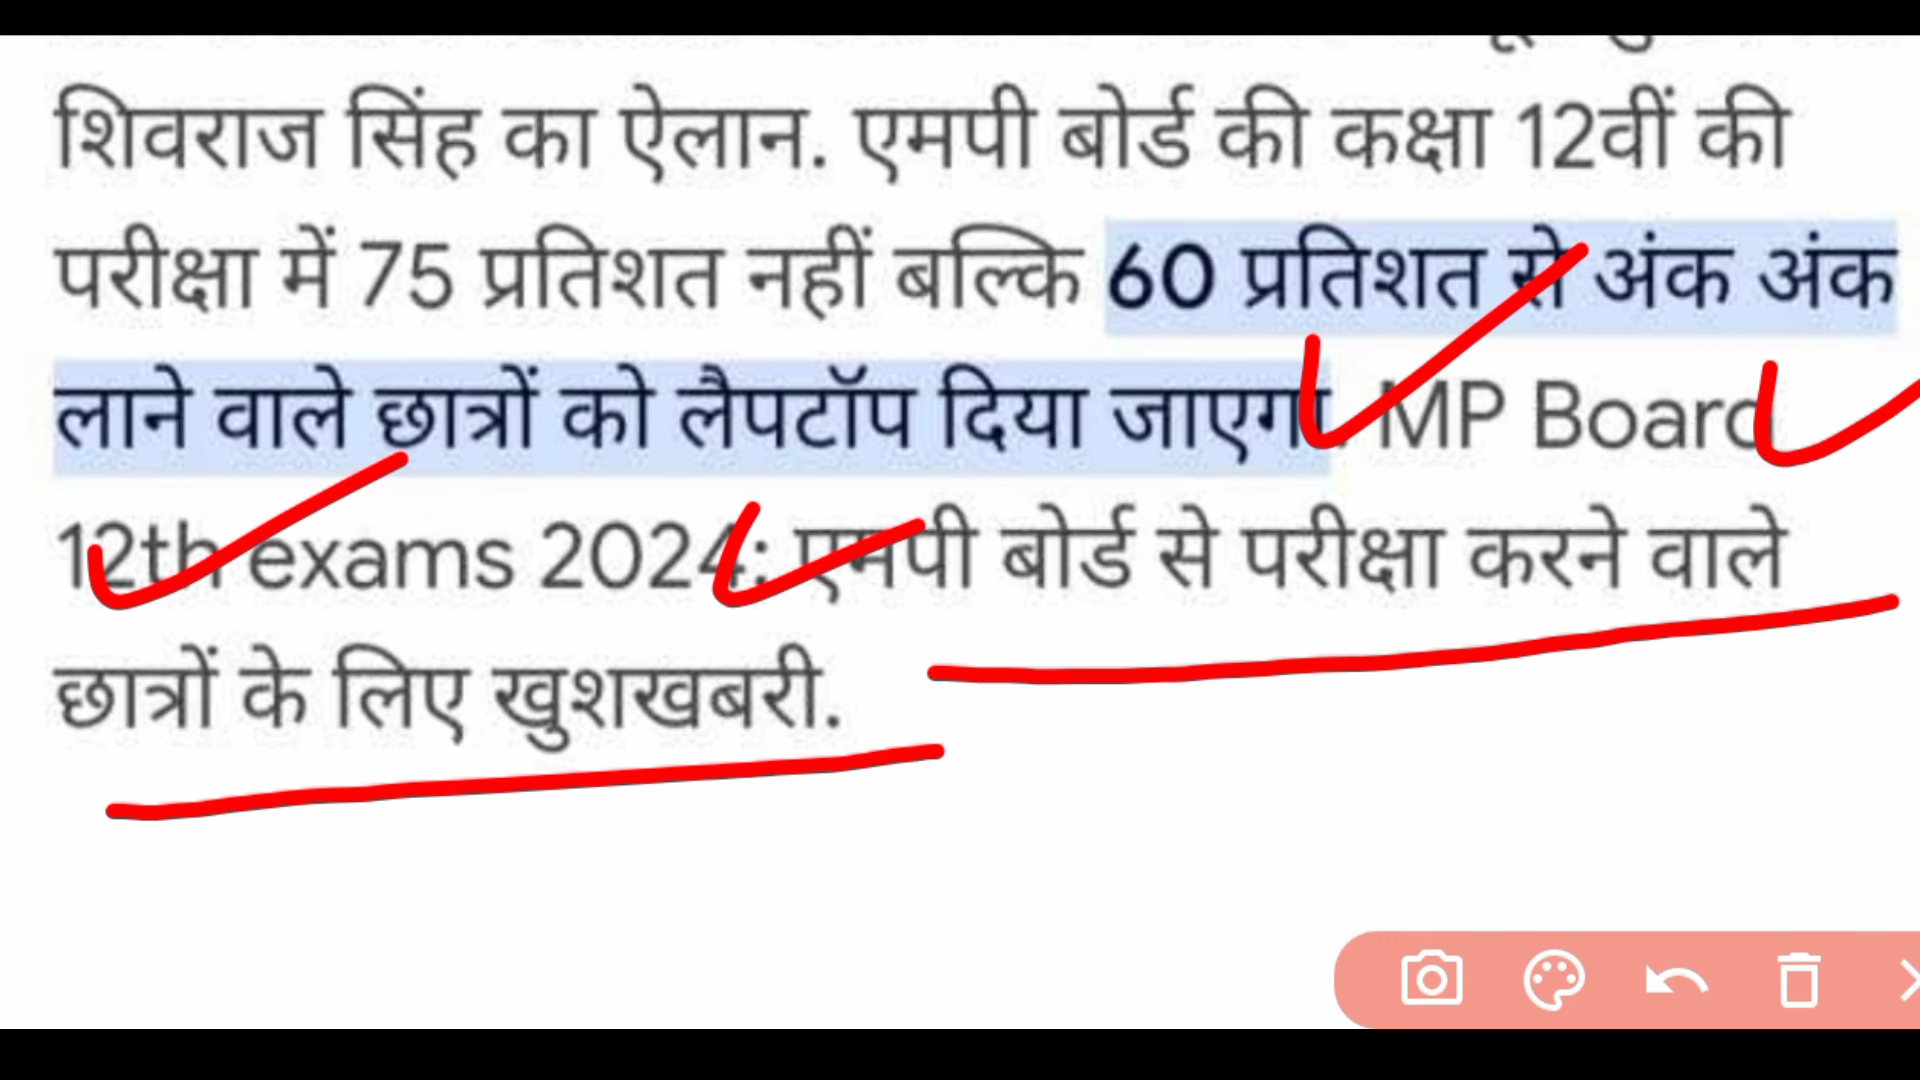 शिवराज सिंह का ऐलान. एमपी बोर्ड की कक्षा 12वीं की
परीक्षा में 75 प्रतिशत नहीं बल्कि 60 प्रतिशत से अंक अंक
लाने वाले छात्रों को लैपटॉप दिया जाएगा. MP Board
12th exams 2024: एमपी बोर्ड से परीक्षा करने वाले
छात्रों के लिए खुशखबरी.